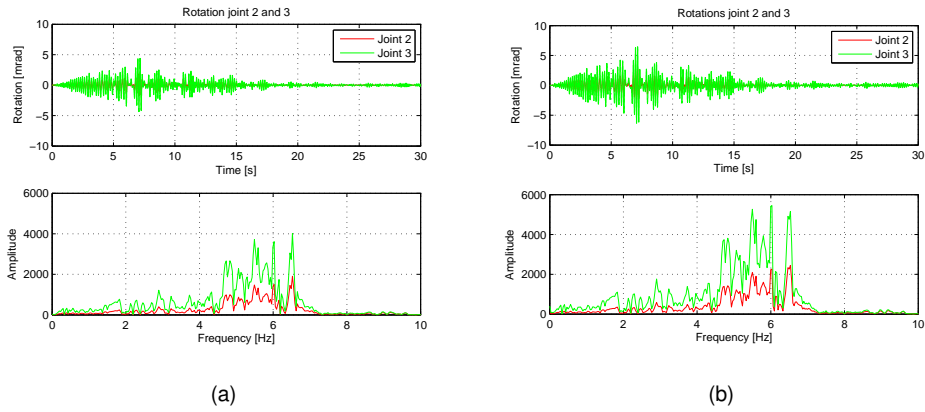 Rotation joint 2 and 3
10
5
0
−5
−10
Rotation [mrad]
Joint 2
Joint 3
0 5 10 15 20 25 30
Time [s]
6000
4000
2000
0
Amplitude
0 2 4 6 8 10
Frequency [Hz]
(a)
Rotations joint 2 and 3
10
5
0
−5
−10
Rotation [mrad]
Joint 2
Joint 3
0 5 10 15 20 25 30
Time [s]
6000
4000
2000
0
Amplitude
0 2 4 6 8 10
Frequency [Hz]
(b)